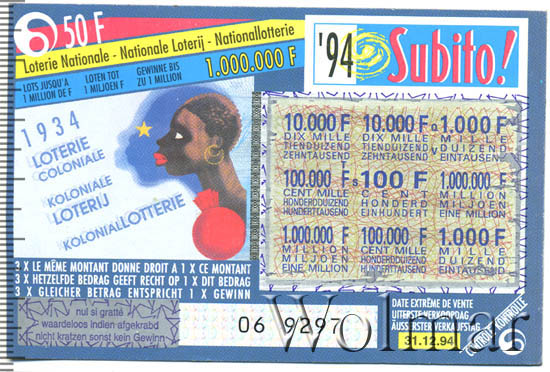 50 F
Loterie Nationale - Nationale Loterij - Nationallotterie
LOTS JUSQU'A LOTEN TOT GEWINNE BIS
1 MILLION DE F 1 MILJOEN F ZU 1 MILLION
1.000.000 F
'94 Subito!
1934
LOTERIE
COLONIALE
KOLONIALE
LOTERIJ
KOLONIALLOTTERIE
10.000 F 10.000 F 1.000 F
DIX MILLE DIX MILLE MILLE
TIENDUIZEND TIENDUIZEND DUIZEND
ZEHNTAUSEND ZEHNTAUSEND EINTAUSEND
100.000 F 100 F 1.000.000 F
CENT MILLE CENT UN MILLION
HONDERDDUIZEND HONDERD EEN MILJOEN
HUNDERTTAUSEND EINHUNDERT EINE MILLION
1.000.000 F 100.000 F 1.000 F
UN MILLION CENT MILLE MILLE
EEN MILJOEN HONDERDDUIZEND DUIZEND
EINE MILLION HUNDERTTAUSEND EINTAUSEND
3 X LE MÊME MONTANT DONNE DROIT A 1 X CE MONTANT
3 X HETZELFDE BEDRAG GEEFT RECHT OP 1 X DIT BEDRAG
3 X GLEICHER BETRAG ENTSPRICHT 1 X GEWINN
nul si gratté
waardeloos indien afgekrabd
nicht kratzen sonst kein Gewinn
06 9297
DATE EXTRÊME DE VENTE
UITERSTE VERKOOPDAG
ÄUSSERSTER VERKAUFSTAG
31.12.94
Wolmar